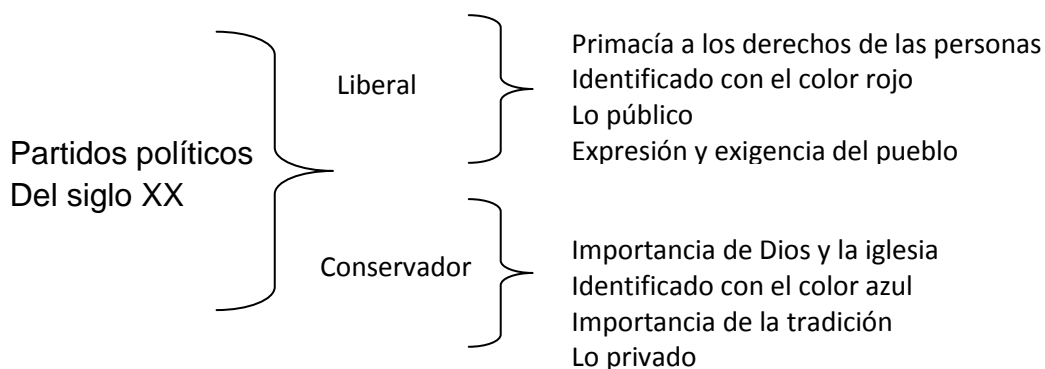 Partidos políticos
Del siglo XX
Liberal
Primacía a los derechos de las personas
Identificado con el color rojo
Lo público
Expresión y exigencia del pueblo
Conservador
Importancia de Dios y la iglesia
Identificado con el color azul
Importancia de la tradición
Lo privado